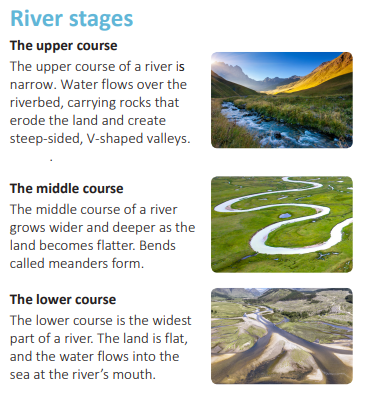 River stages
The upper course
The upper course of a river is
narrow. Water flows over the
riverbed, carrying rocks that
erode the land and create
steep-sided, V-shaped valleys.
.
The middle course
The middle course of a river
grows wider and deeper as the
land becomes flatter. Bends
called meanders form.
The lower course
The lower course is the widest
part of a river. The land is flat,
and the water flows into the
sea at the river’s mouth.